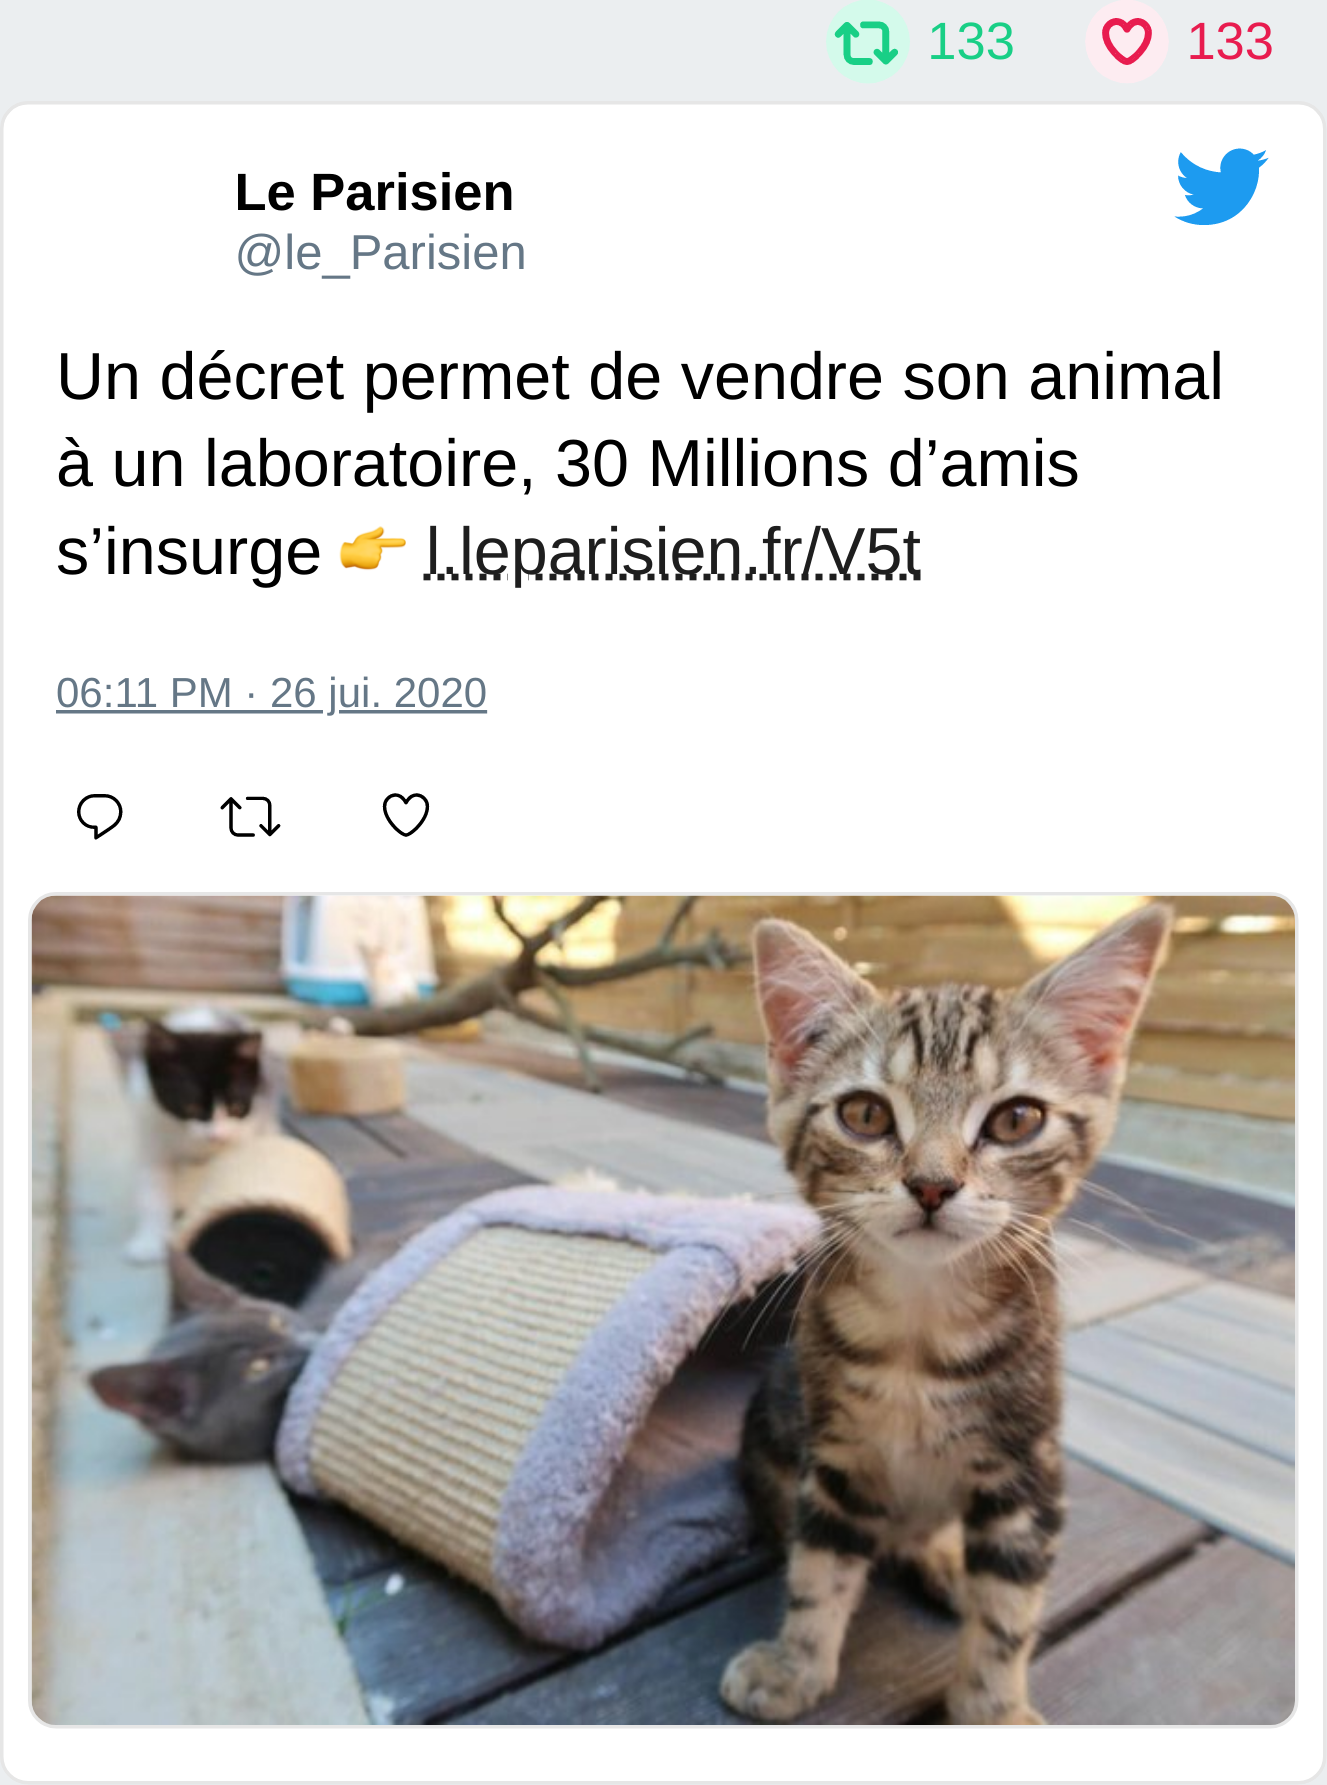 133 133
Le Parisien
@le_Parisien
Un décret permet de vendre son animal
à un laboratoire, 30 Millions d’amis
s’insurge 👉 l.leparisien.fr/V5t
06:11 PM · 26 jui. 2020